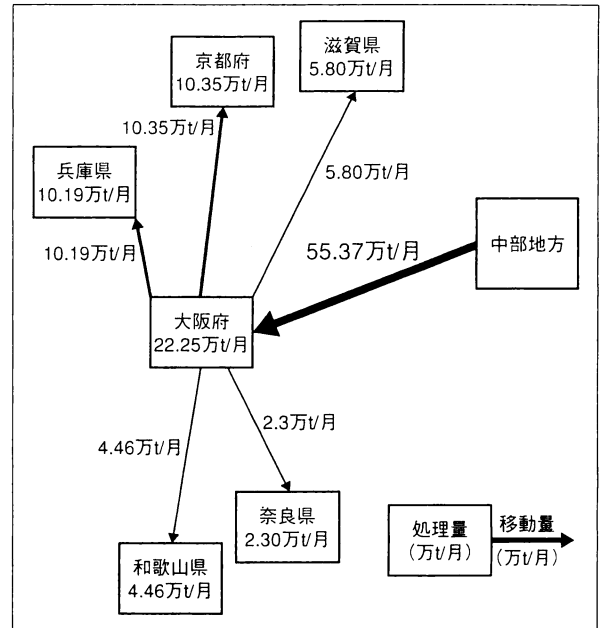 滋賀県
5.80万t/月
京都府
10.35万t/月
10.35万t/月
5.80万t/月
兵庫県
10.19万t/月
10.19万t/月
55.37万t/月
中部地方
大阪府
22.25万t/月
4.46万t/月
2.3万t/月
奈良県
2.30万t/月
和歌山県
4.46万t/月
処理量
(万t/月)
移動量
(万t/月)